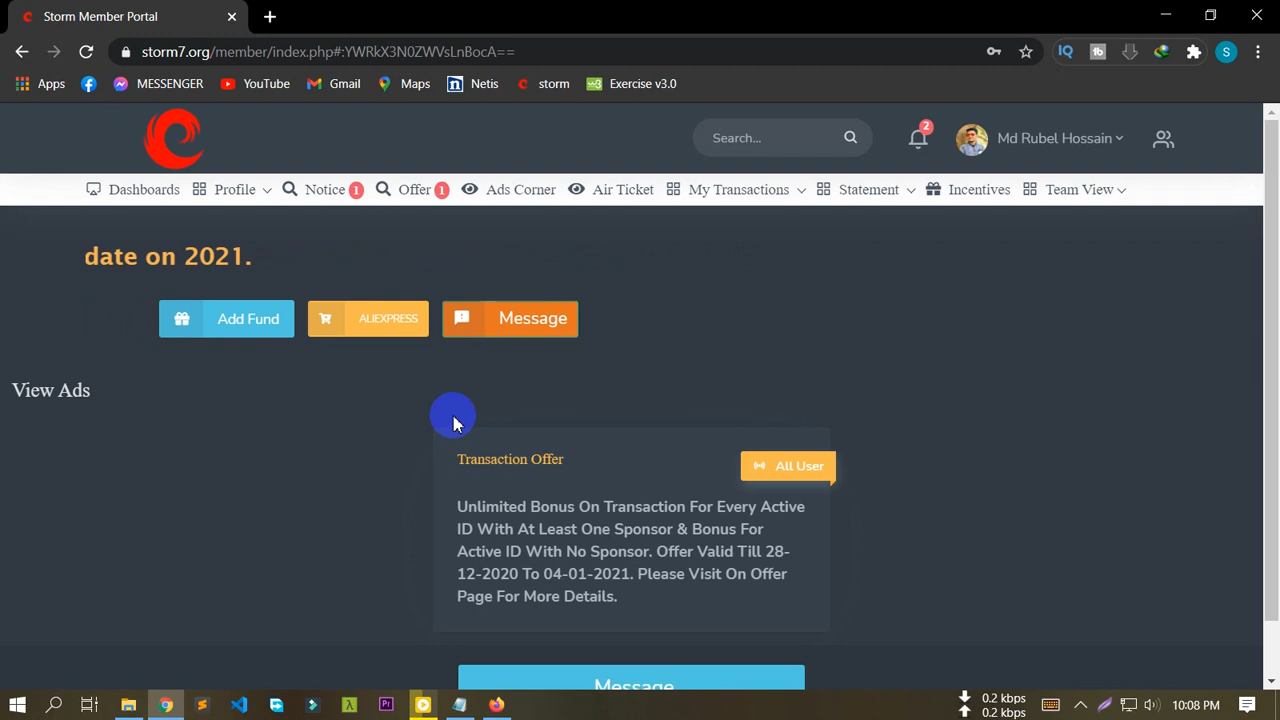 Storm Member Portal
storm7.org/member/index.php#:YWRkX3N0ZWVsLnBocA==
S
Apps MESSENGER YouTube Gmail Maps Netis storm Exercise v3.0
Search... 2 Md Rubel Hossain
Dashboards Profile Notice 1 Offer 1 Ads Corner Air Ticket My Transactions Statement Incentives Team View
date on 2021.
Add Fund ALIEXPRESS Message
View Ads
Transaction Offer
All User
Unlimited Bonus On Transaction For Every Active
ID With At Least One Sponsor & Bonus For
Active ID With No Sponsor. Offer Valid Till 28-
12-2020 To 04-01-2021. Please Visit On Offer
Page For More Details.
Message
0.2 kbps
0.2 kbps
10:08 PM